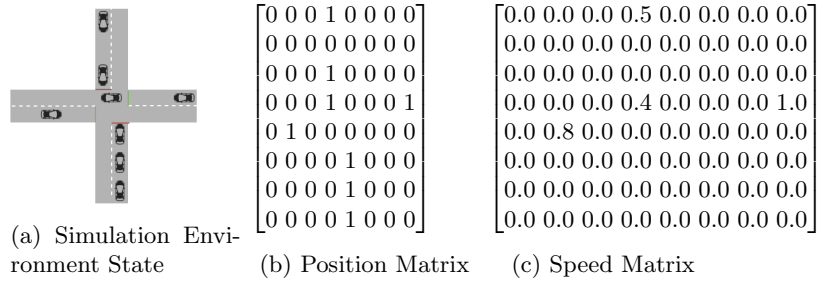 0 0 0 1 0 0 0 0
0 0 0 0 0 0 0 0
0 0 0 1 0 0 0 0
0 0 0 1 0 0 0 1
0 1 0 0 0 0 0 0
0 0 0 0 1 0 0 0
0 0 0 0 1 0 0 0
0 0 0 0 1 0 0 0
0.0 0.0 0.0 0.5 0.0 0.0 0.0 0.0
0.0 0.0 0.0 0.0 0.0 0.0 0.0 0.0
0.0 0.0 0.0 0.0 0.0 0.0 0.0 0.0
0.0 0.0 0.0 0.4 0.0 0.0 0.0 1.0
0.0 0.8 0.0 0.0 0.0 0.0 0.0 0.0
0.0 0.0 0.0 0.0 0.0 0.0 0.0 0.0
0.0 0.0 0.0 0.0 0.0 0.0 0.0 0.0
0.0 0.0 0.0 0.0 0.0 0.0 0.0 0.0
(a) Simulation Envi-
ronment State
(b) Position Matrix
(c) Speed Matrix